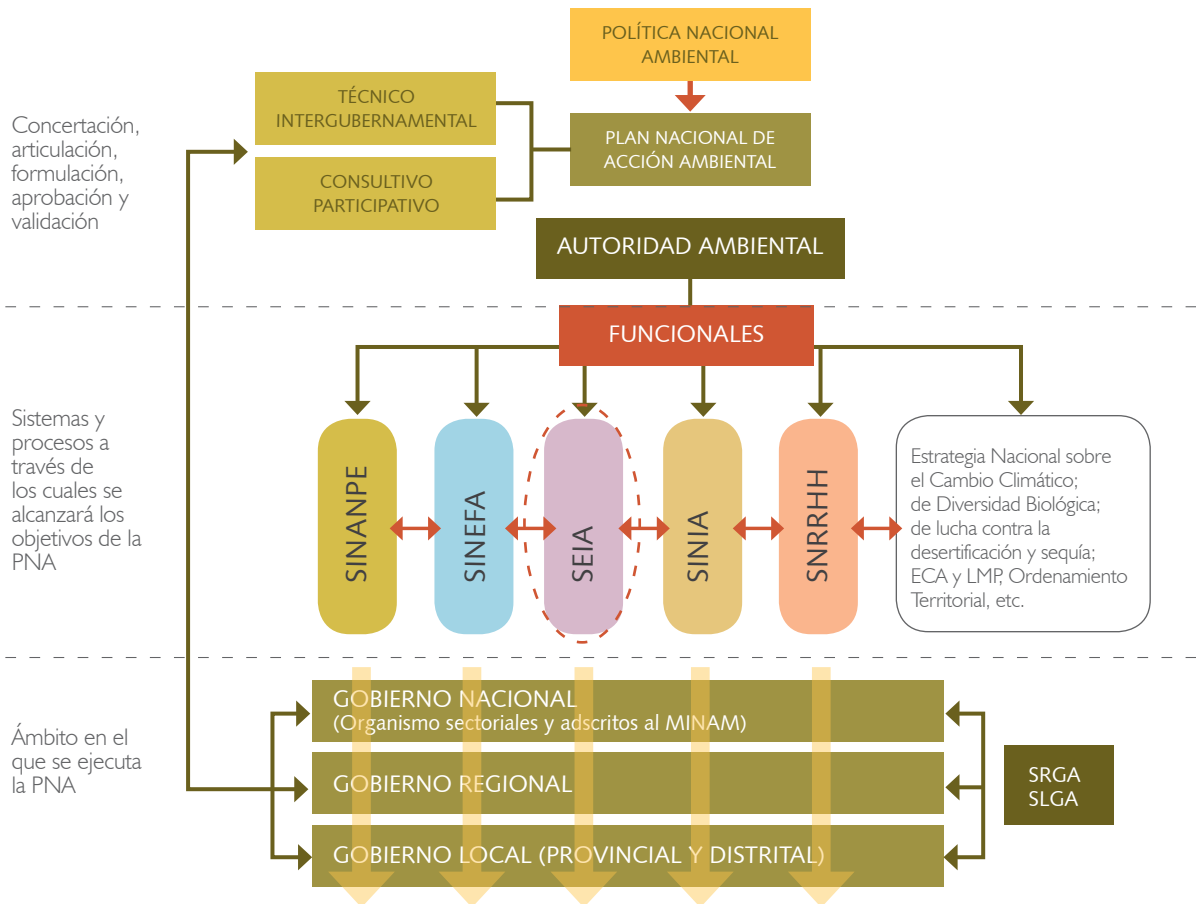 POLÍTICA NACIONAL
AMBIENTAL
TÉCNICO
INTERGUBERNAMENTAL
CONSULTIVO
PARTICIPATIVO
PLAN NACIONAL DE
ACCIÓN AMBIENTAL
Concertación,
articulación,
formulación,
aprobación y
validación
AUTORIDAD AMBIENTAL
FUNCIONALES
Sistemas y
procesos a
través de
los cuales se
alcanzará los
objetivos de la
PNA
SINANPE
SINEFA
SEIA
SINIA
SNRRHH
Estrategia Nacional sobre
el Cambio Climático;
de Diversidad Biológica;
de lucha contra la
desertificación y sequía;
ECA y LMP, Ordenamiento
Territorial, etc.
Ámbito en el
que se ejecuta
la PNA
GOBIERNO NACIONAL
(Organismo sectoriales y adscritos al MINAM)
GOBIERNO REGIONAL
GOBIERNO LOCAL (PROVINCIAL Y DISTRITAL)
SRGA
SLGA